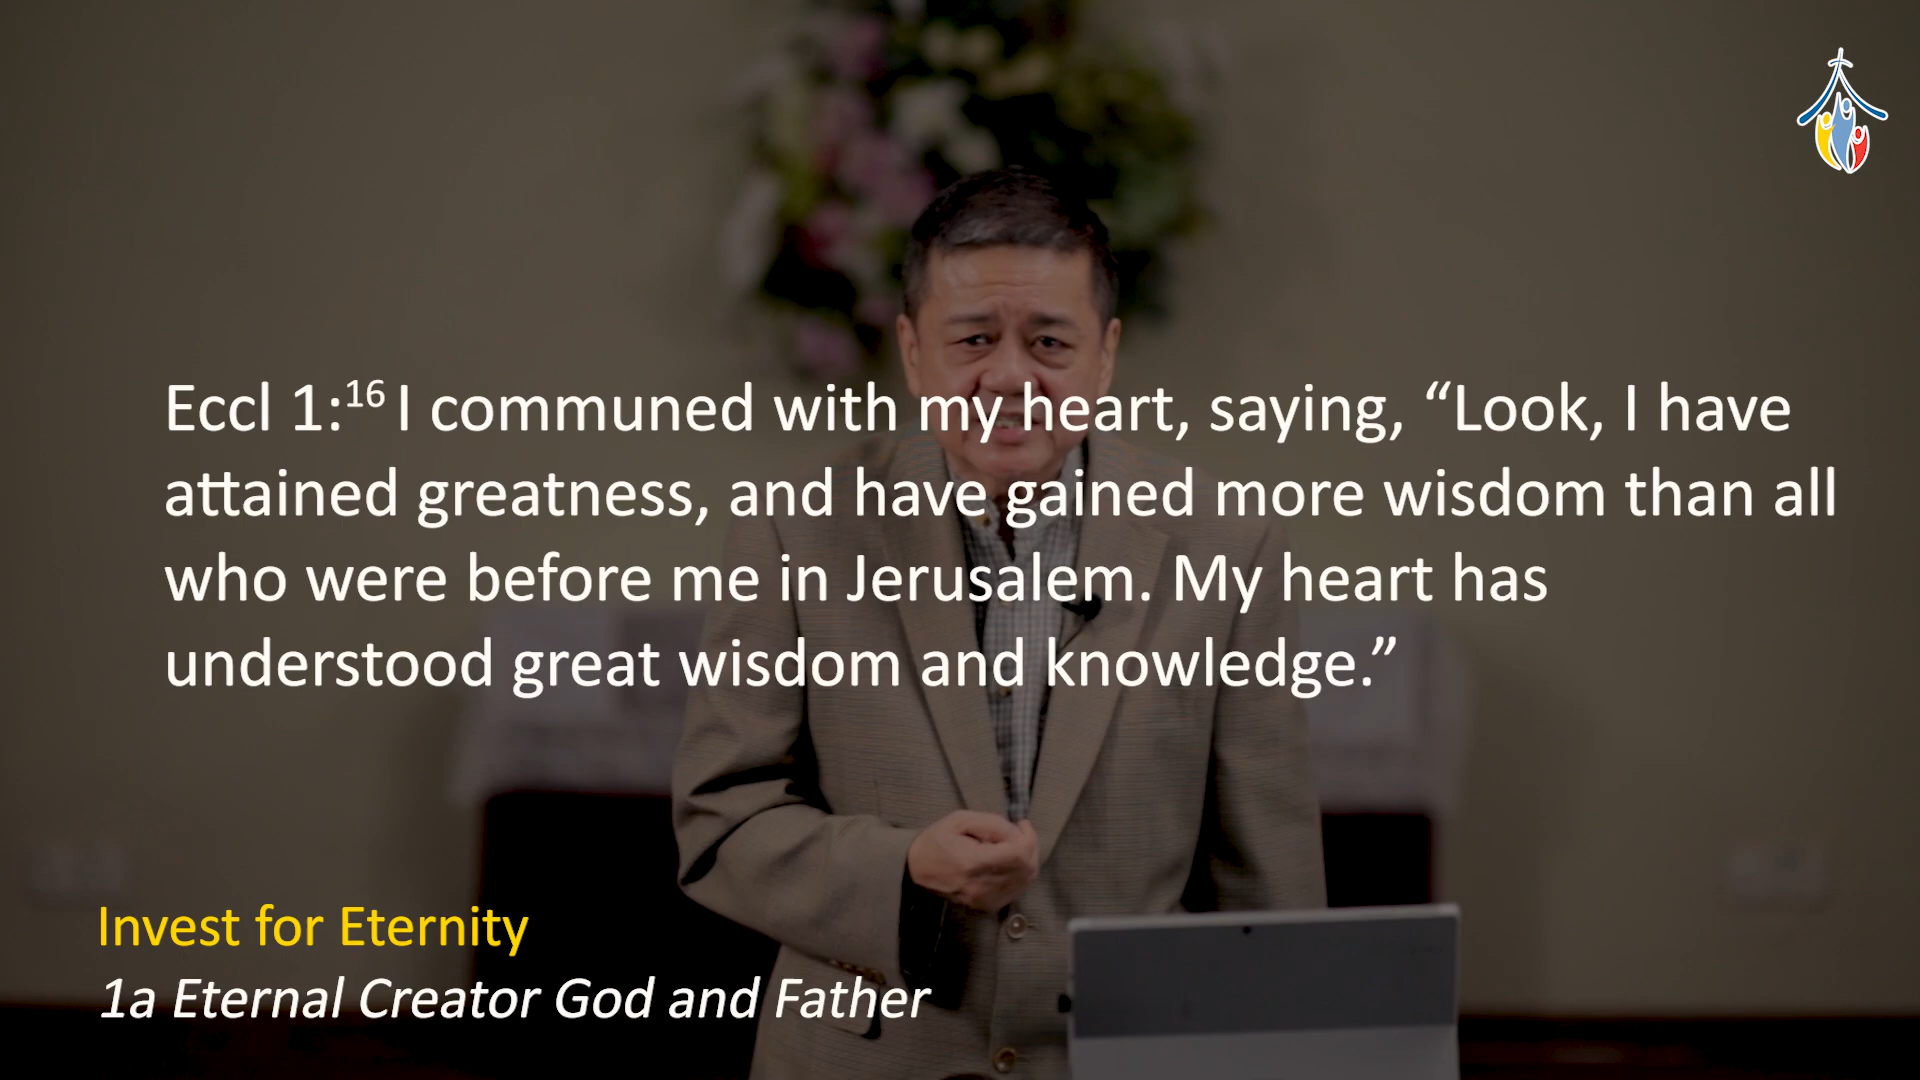 Eccl 1:16 I communed with my heart, saying, “Look, I have
attained greatness, and have gained more wisdom than all
who were before me in Jerusalem. My heart has
understood great wisdom and knowledge.”
Invest for Eternity
1a Eternal Creator God and Father